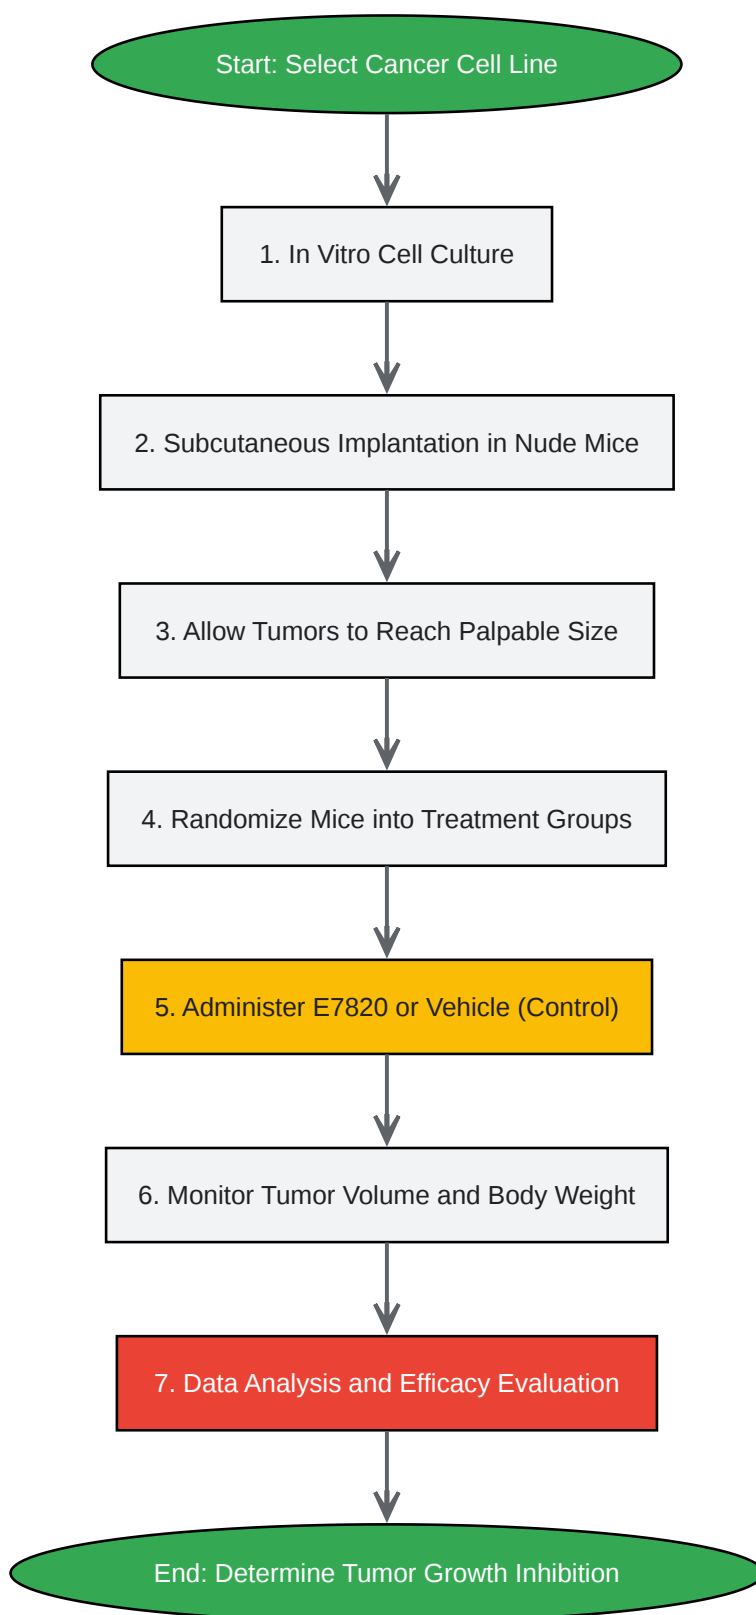 Start: Select Cancer Cell Line
1. In Vitro Cell Culture
2. Subcutaneous Implantation in Nude Mice
3. Allow Tumors to Reach Palpable Size
4. Randomize Mice into Treatment Groups
5. Administer E7820 or Vehicle (Control)
6. Monitor Tumor Volume and Body Weight
7. Data Analysis and Efficacy Evaluation
End: Determine Tumor Growth Inhibition